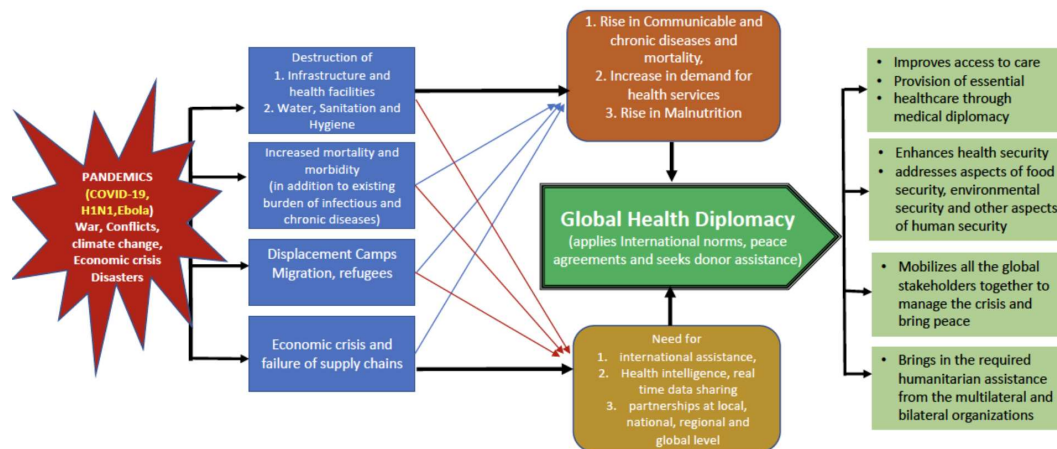 PANDEMICS
(COVID-19,
H1N1,Ebola)
War, Conflicts,
climate change,
Economic crisis
Disasters
Destruction of
1. Infrastructure and
health facilities
2. Water, Sanitation and
Hygiene
Increased mortality and
morbidity
(in addition to existing
burden of infectious and
chronic diseases)
Displacement Camps
Migration, refugees
Economic crisis and
failure of supply chains
1. Rise in Communicable and
chronic diseases and
mortality,
2. Increase in demand for
health services
3. Rise in Malnutrition
Global Health Diplomacy
(applies International norms, peace
agreements and seeks donor assistance)
Need for
1. international assistance,
2. Health intelligence, real
time data sharing
3. partnerships at local,
national, regional and
global level
• Improves access to care
• Provision of essential
• healthcare through
medical diplomacy
• Enhances health security
• addresses aspects of food
security, environmental
security and other aspects
of human security
• Mobilizes all the global
stakeholders together to
manage the crisis and
bring peace
• Brings in the required
humanitarian assistance
from the multilateral and
bilateral organizations